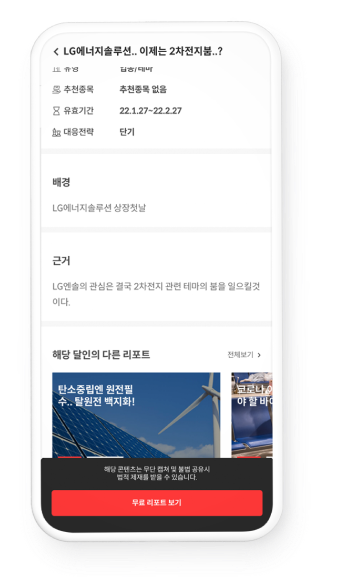 < LG에너지솔루션.. 이제는 2차전지붐..?
유형 업종/테마
추천종목 추천종목 없음
유효기간 22.1.27~22.2.27
대응전략 단기
배경
LG에너지솔루션 상장첫날
근거
LG엔솔의 관심은 결국 2차전지 관련 테마의 붐을 일으킬것
이다.
해당 달인의 다른 리포트 전체보기 >
탄소중립엔 원전필
수.. 탈원전 백지화!
코로나
야 할
해당 콘텐츠는 무단 캡쳐 및 불법 공유시
법적 제재를 받을 수 있습니다.
무료 리포트 보기